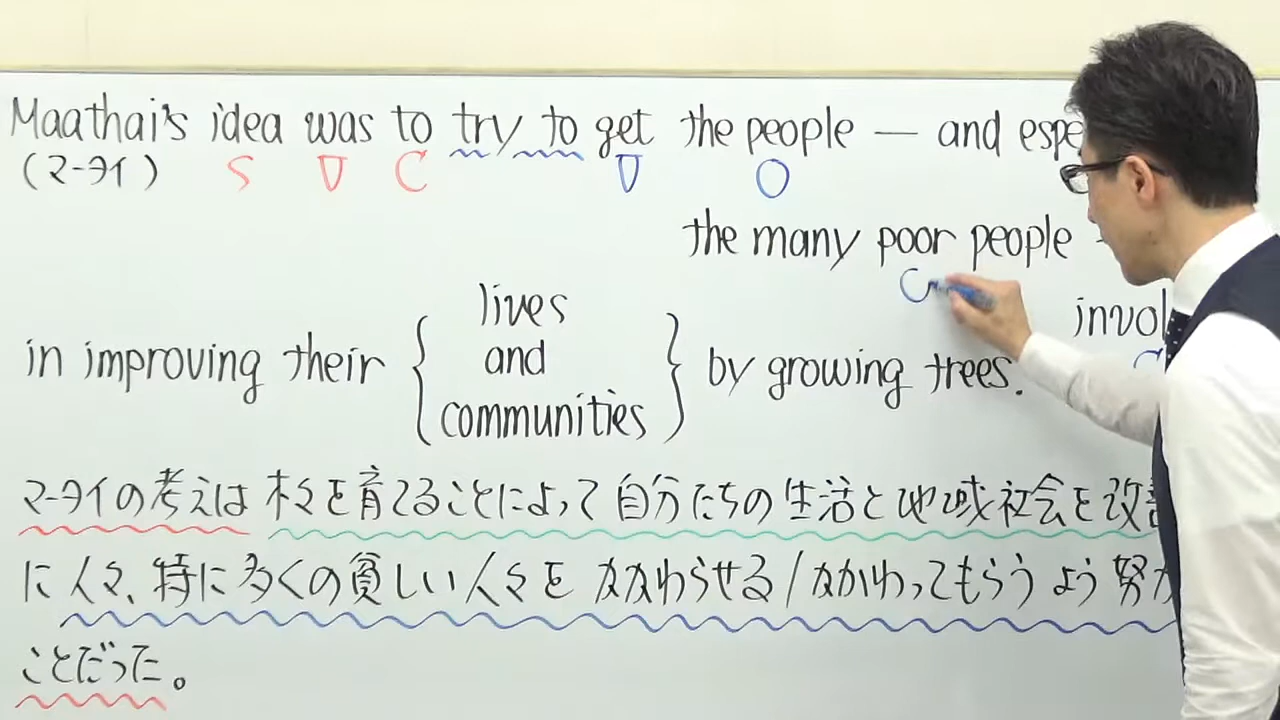 Maathai's idea was to try to get the people — and espe
(マータイ) S V C V O
the many poor people -
C
invol
C
lives
in improving their { and } by growing trees.
communities
マータイの考えは 木々を育てることによって 自分たちの生活と地域社会を改善
に人々、特に多くの貧しい人々を かかわらせる/かかわってもらうよう 努力
ことだった。